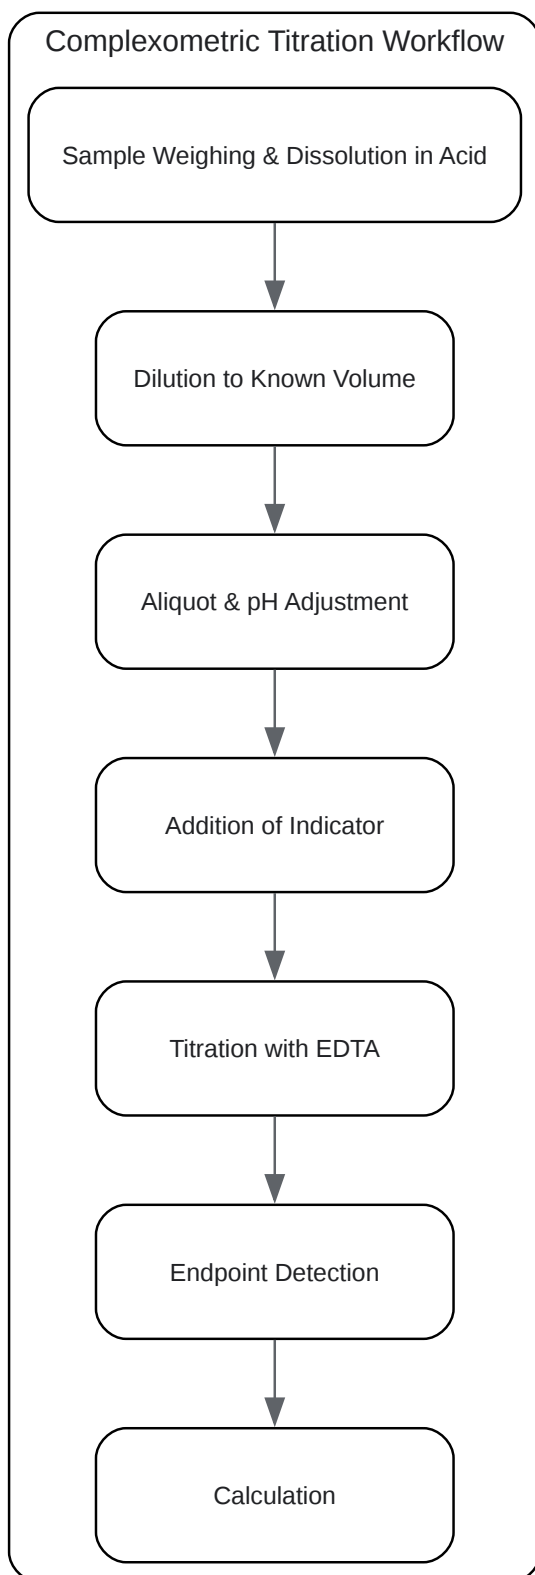 Complexometric Titration Workflow
Sample Weighing & Dissolution in Acid
Dilution to Known Volume
Aliquot & pH Adjustment
Addition of Indicator
Titration with EDTA
Endpoint Detection
Calculation